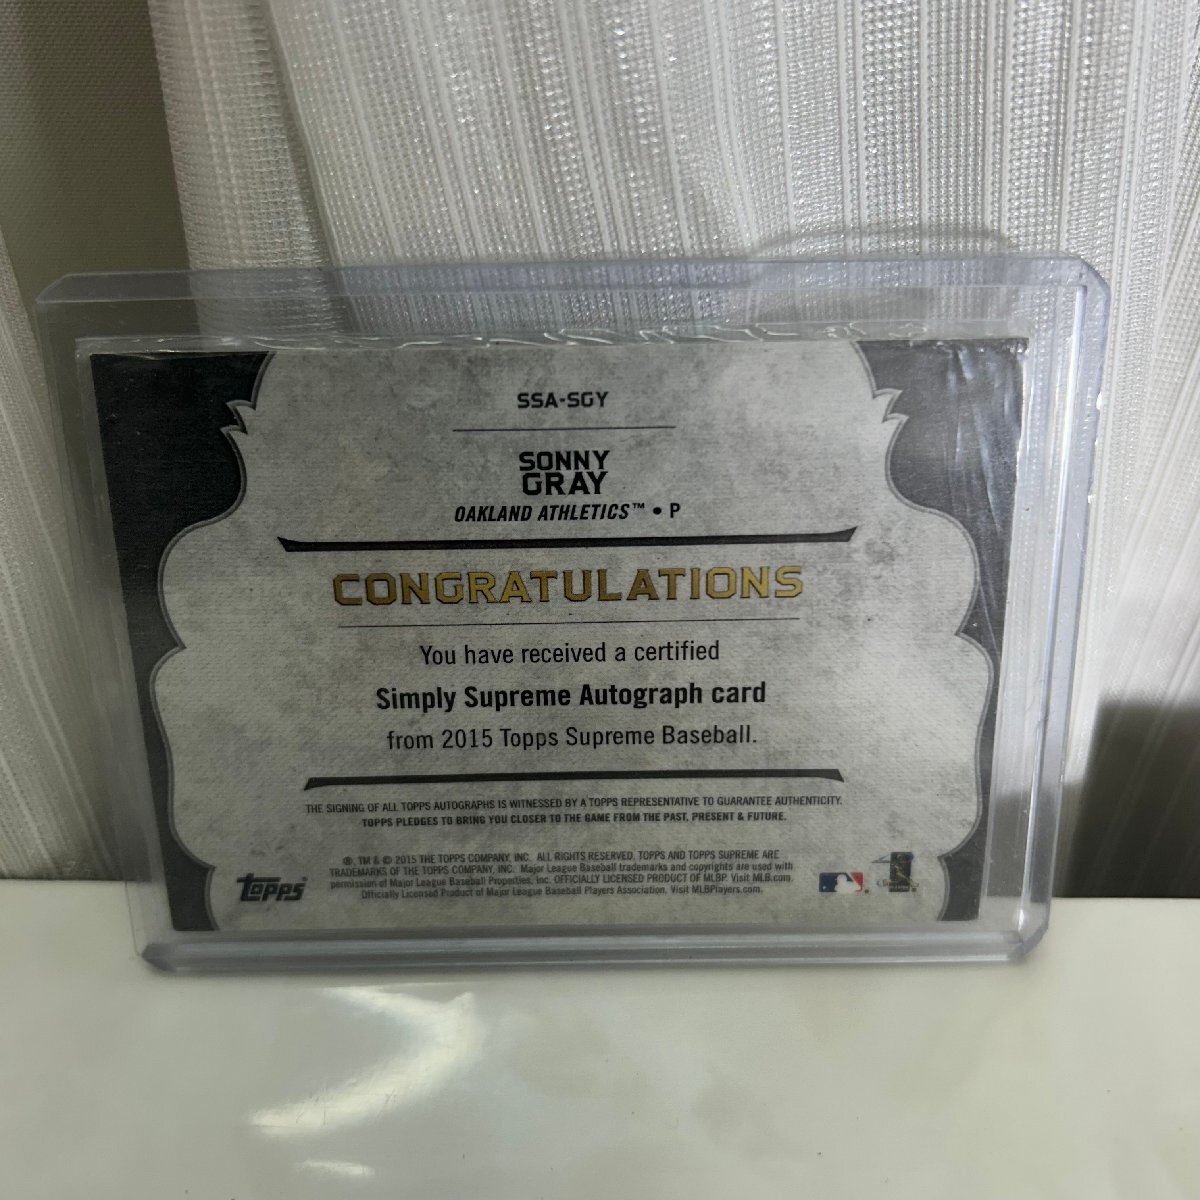 SSA-SGY
SONNY
GRAY
OAKLAND ATHLETICS™ • P
CONGRATULATIONS
You have received a certified
Simply Supreme Autograph card
from 2015 Topps Supreme Baseball.
THE SIGNING OF ALL TOPPS AUTOGRAPHS IS WITNESSED BY A TOPPS REPRESENTATIVE TO GUARANTEE AUTHENTICITY.
TOPPS PLEDGES TO BRING YOU CLOSER TO THE GAME FROM THE PAST, PRESENT & FUTURE.
®, TM & © 2015 THE TOPPS COMPANY, INC. ALL RIGHTS RESERVED. TOPPS AND TOPPS SUPREME ARE
TRADEMARKS OF THE TOPPS COMPANY, INC. Major League Baseball trademarks and copyrights are used with
permission of Major League Baseball Properties, Inc. OFFICIALLY LICENSED PRODUCT OF MLBP. Visit MLB.com.
Officially Licensed Product of Major League Baseball Players Association. Visit MLBPlayers.com.
topps